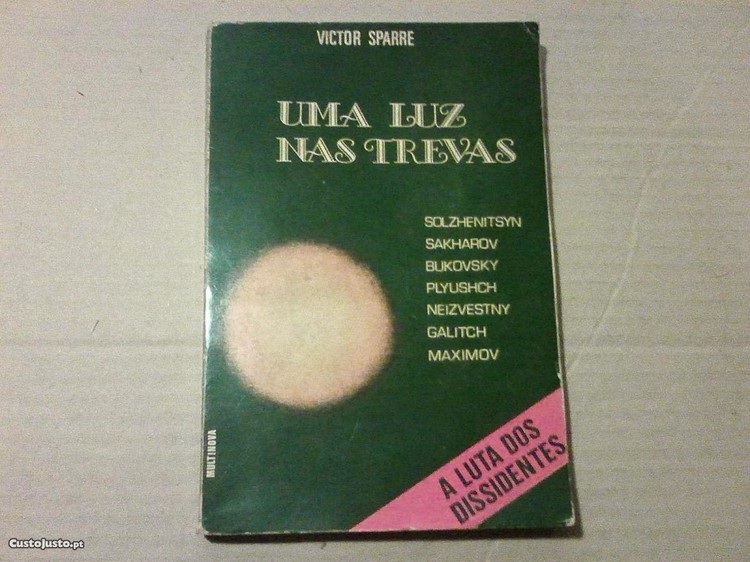 VICTOR SPARRE
UMA LUZ
NAS TREVAS
SOLZHENITSYN
SAKHAROV
BUKOVSKY
PLYUSHCH
NEIZVESTNY
GALITCH
MAXIMOV
A LUTA DOS
DISSIDENTES
MULTINOVA
CustoJusto.pt